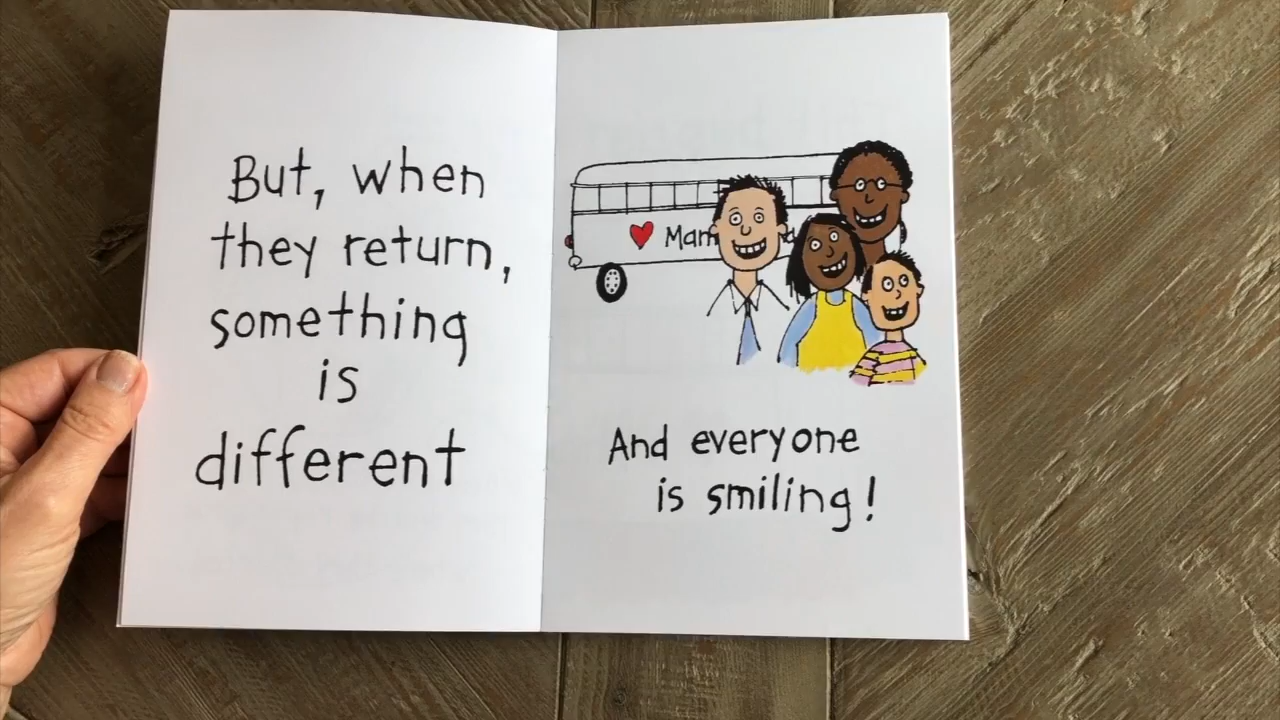 But, when
they return,
something
is
different
And everyone
is smiling!